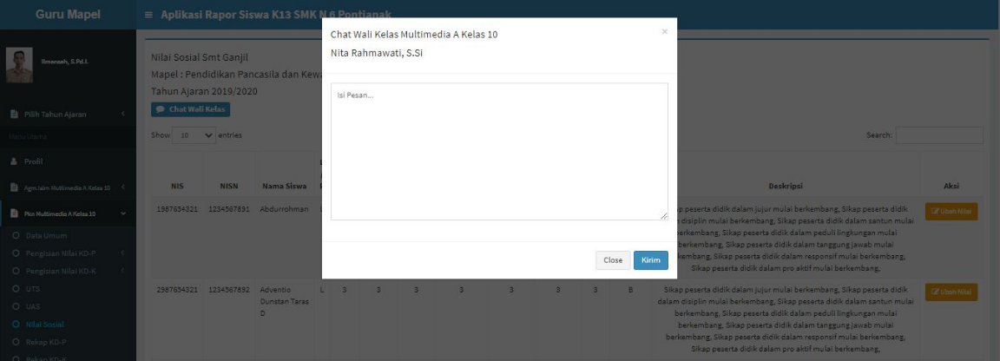 Guru Mapel
Aplikasi Rapor Siswa K13 SMK N 6 Pontianak
Chat Wali Kelas Multimedia A Kelas 10
×
Nita Rahmawati, S.Si
Isi Pesan...
Close
Kirim
Pilih Tahun Ajaran
Menu Utama
Profil
Agm Islm Multimedia A Kelas 10
Pkn Multimedia A Kelas 10
Data Umum
Pengisian Nilai KD-P
Pengisian Nilai KD-K
UTS
UAS
Nilai Sosial
Rekap KD-P
Rekap KD-K
Nilai Sosial Smt Ganjil
Mapel : Pendidikan Pancasila dan Kewa
Tahun Ajaran 2019/2020
Chat Wali Kelas
Show 10 entries
Search:
NIS NISN Nama Siswa Deskripsi Aksi
1987654321 1234567891 Abdurrohman
p peserta didik dalam jujur mulai berkembang, Sikap peserta didik
disiplin mulai berkembang, Sikap peserta didik dalam santun mulai
berkembang, Sikap peserta didik dalam peduli lingkungan mulai
berkembang, Sikap peserta didik dalam tanggung jawab mulai
kembang, Sikap peserta didik dalam responsif mulai berkembang,
Sikap peserta didik dalam pro aktif mulai berkembang,
Ubah Nilai
2987654321 1234567892 Adventio L 3 3 3 3 3 3 3 B
Dunstan Taras
D
Sikap peserta didik dalam jujur mulai berkembang, Sikap peserta didik
dalam disiplin mulai berkembang, Sikap peserta didik dalam santun mulai
berkembang, Sikap peserta didik dalam peduli lingkungan mulai
berkembang, Sikap peserta didik dalam tanggung jawab mulai
berkembang, Sikap peserta didik dalam responsif mulai berkembang,
Sikap peserta didik dalam pro aktif mulai berkembang,
Ubah Nilai